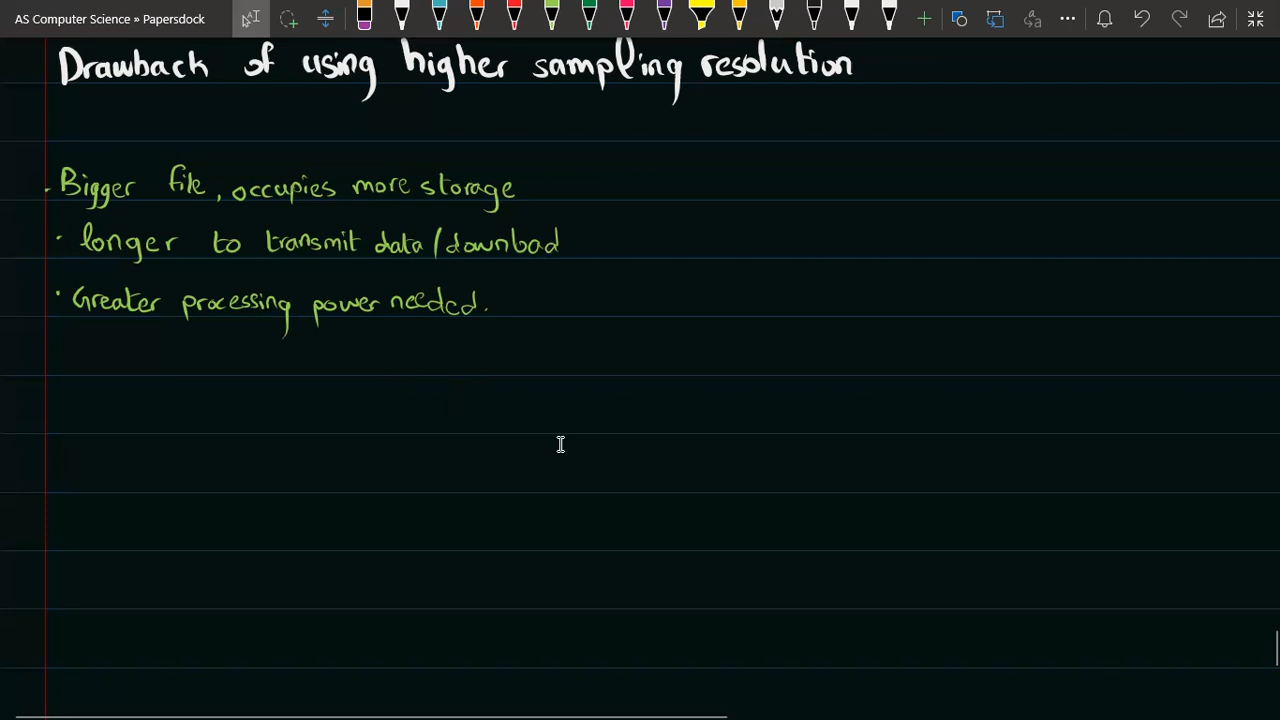 AS Computer Science » Papersdock
Drawback of using higher sampling resolution
- Bigger file, occupies more storage
· longer to transmit data/download
· Greater processing power needed.